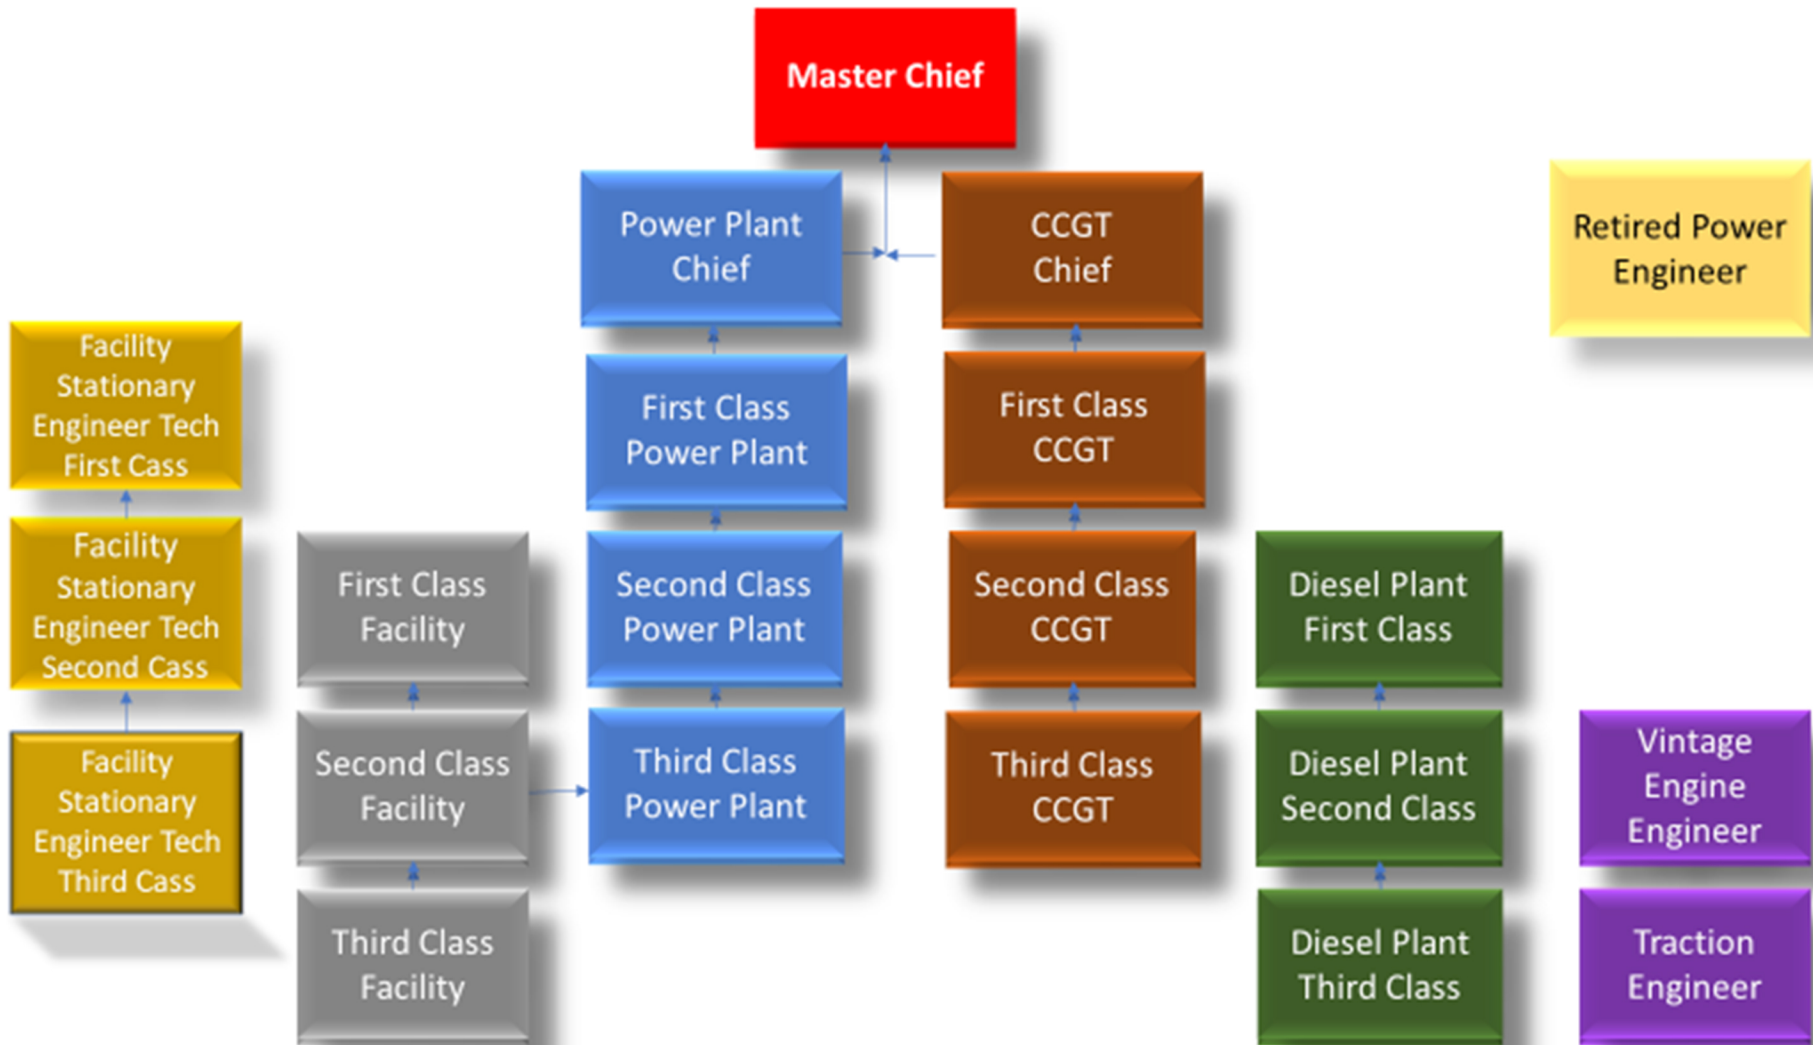 Master Chief
Power Plant
Chief
CCGT
Chief
Retired Power
Engineer
Facility
Stationary
Engineer Tech
First Cass
First Class
Power Plant
First Class
CCGT
Facility
Stationary
Engineer Tech
Second Cass
First Class
Facility
Second Class
Power Plant
Second Class
CCGT
Diesel Plant
First Class
Facility
Stationary
Engineer Tech
Third Cass
Second Class
Facility
Third Class
Power Plant
Third Class
CCGT
Diesel Plant
Second Class
Vintage
Engine
Engineer
Third Class
Facility
Diesel Plant
Third Class
Traction
Engineer